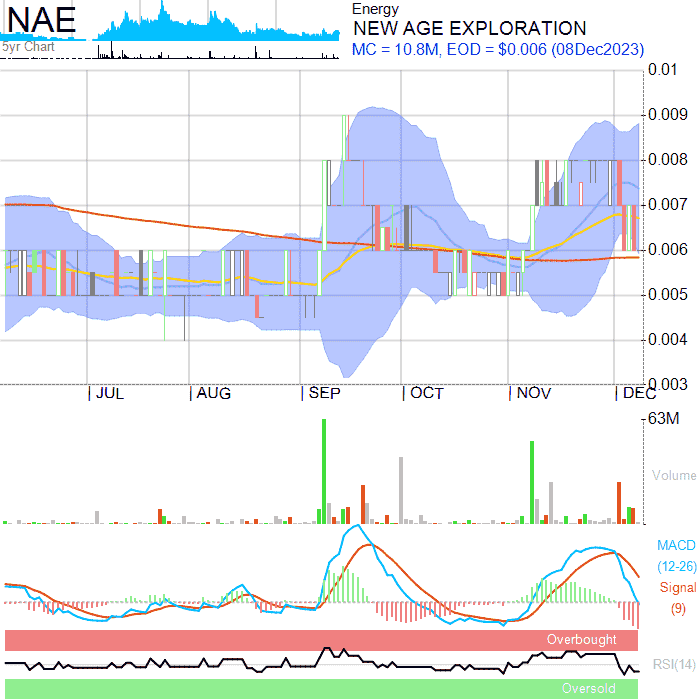 NAE
5yr Chart
Energy
NEW AGE EXPLORATION
MC = 10.8M, EOD = $0.006 (08Dec2023)
0.01
0.009
0.008
0.007
0.006
0.005
0.004
0.003
JUL AUG SEP OCT NOV DEC
63M
Volume
MACD
(12-26)
Signal
(9)
Overbought
RSI(14)
Oversold